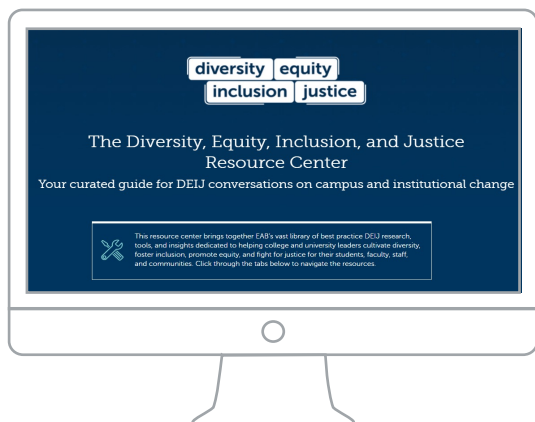 diversity equity
inclusion justice
The Diversity, Equity, Inclusion, and Justice
Resource Center
Your curated guide for DEIJ conversations on campus and institutional change
This resource center brings together EAB's vast library of best practice DEIJ research,
tools, and insights dedicated to helping college and university leaders cultivate diversity,
foster inclusion, promote equity, and fight for justice for their students, faculty, staff,
and communities. Click through the tabs below to navigate the resources.